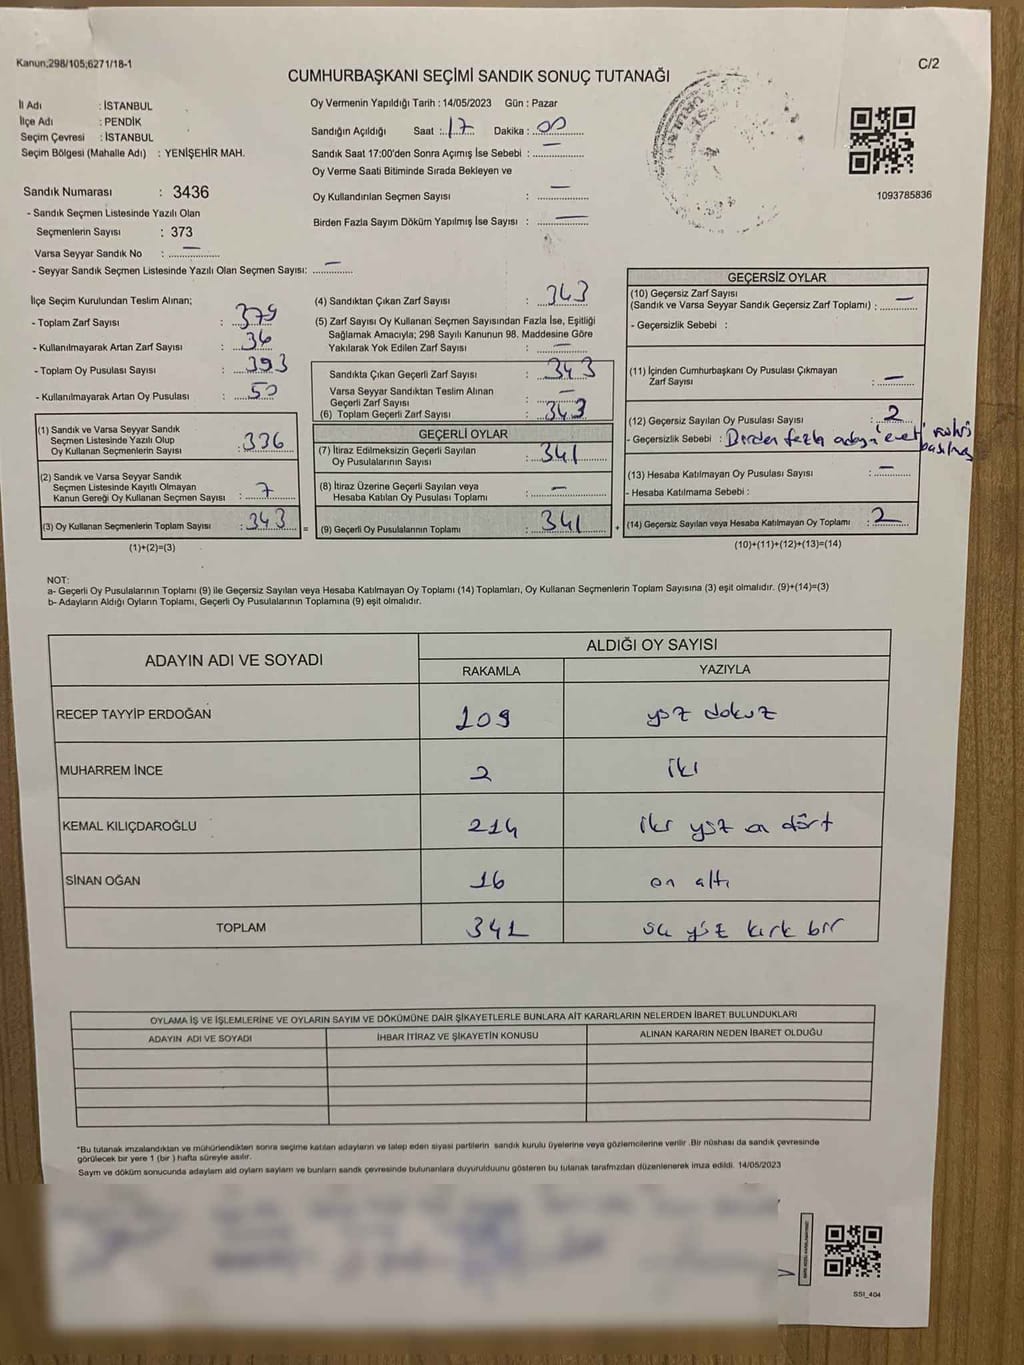 Kanun;298/105;6271/18-1
C/2
CUMHURBAŞKANI SEÇİMİ SANDIK SONUÇ TUTANAĞI
İl Adı : İSTANBUL
İlçe Adı : PENDİK
Seçim Çevresi : İSTANBUL
Seçim Bölgesi (Mahalle Adı) : YENİŞEHİR MAH.
Sandık Numarası : 3436
- Sandık Seçmen Listesinde Yazılı Olan
Seçmenlerin Sayısı : 373
Varsa Seyyar Sandık No : —
- Seyyar Sandık Seçmen Listesinde Yazılı Olan Seçmen Sayısı: —
Oy Vermenin Yapıldığı Tarih : 14/05/2023 Gün : Pazar
Sandığın Açıldığı Saat : 17 Dakika : 00
Sandık Saat 17:00'den Sonra Açımış İse Sebebi : —
Oy Verme Saati Bitiminde Sırada Bekleyen ve
Oy Kullandırılan Seçmen Sayısı : —
Birden Fazla Sayım Döküm Yapılmış İse Sayısı : —
1093785836
İlçe Seçim Kurulundan Teslim Alınan;
- Toplam Zarf Sayısı : 379
- Kullanılmayarak Artan Zarf Sayısı : 36
- Toplam Oy Pusulası Sayısı : 393
- Kullanılmayarak Artan Oy Pusulası : 50
(1) Sandık ve Varsa Seyyar Sandık
Seçmen Listesinde Yazılı Olup
Oy Kullanan Seçmenlerin Sayısı : 336
(2) Sandık ve Varsa Seyyar Sandık
Seçmen Listesinde Kayıtlı Olmayan
Kanun Gereği Oy Kullanan Seçmen Sayısı : 7
(3) Oy Kullanan Seçmenlerin Toplam Sayısı : 343
(1)+(2)=(3)
(4) Sandıktan Çıkan Zarf Sayısı : 343
(5) Zarf Sayısı Oy Kullanan Seçmen Sayısından Fazla İse, Eşitliği
Sağlamak Amacıyla; 298 Sayılı Kanunun 98. Maddesine Göre
Yakılarak Yok Edilen Zarf Sayısı : —
Sandıkta Çıkan Geçerli Zarf Sayısı : 343
Varsa Seyyar Sandıktan Teslim Alınan
Geçerli Zarf Sayısı : —
(6) Toplam Geçerli Zarf Sayısı : 343
GEÇERLİ OYLAR
(7) İtiraz Edilmeksizin Geçerli Sayılan
Oy Pusulalarının Sayısı : 341
(8) İtiraz Üzerine Geçerli Sayılan veya
Hesaba Katılan Oy Pusulası Toplamı : —
= (9) Geçerli Oy Pusulalarının Toplamı : 341
GEÇERSİZ OYLAR
(10) Geçersiz Zarf Sayısı
(Sandık ve Varsa Seyyar Sandık Geçersiz Zarf Toplamı) : —
- Geçersizlik Sebebi :
(11) İçinden Cumhurbaşkanı Oy Pusulası Çıkmayan
Zarf Sayısı : —
(12) Geçersiz Sayılan Oy Pusulası Sayısı : 2
- Geçersizlik Sebebi : Birden fazla adaya "evet" mührü
basılmış
(13) Hesaba Katılmayan Oy Pusulası Sayısı : —
- Hesaba Katılmama Sebebi :
+ (14) Geçersiz Sayılan veya Hesaba Katılmayan Oy Toplamı : 2
(10)+(11)+(12)+(13)=(14)
NOT:
a- Geçerli Oy Pusulalarının Toplamı (9) ile Geçersiz Sayılan veya Hesaba Katılmayan Oy Toplamı (14) Toplamları, Oy Kullanan Seçmenlerin Toplam Sayısına (3) eşit olmalıdır. (9)+(14)=(3)
b- Adayların Aldığı Oyların Toplamı, Geçerli Oy Pusulalarının Toplamına (9) eşit olmalıdır.
ADAYIN ADI VE SOYADI ALDIĞI OY SAYISI
RAKAMLA YAZIYLA
RECEP TAYYİP ERDOĞAN 109 yüz dokuz
MUHARREM İNCE 2 iki
KEMAL KILIÇDAROĞLU 214 iki yüz on dört
SİNAN OĞAN 16 on altı
TOPLAM 341 üç yüz kırk bir
OYLAMA İŞ VE İŞLEMLERİNE VE OYLARIN SAYIM VE DÖKÜMÜNE DAİR ŞİKAYETLERLE BUNLARA AİT KARARLARIN NELERDEN İBARET BULUNDUKLARI
ADAYIN ADI VE SOYADI İHBAR İTİRAZ VE ŞİKAYETİN KONUSU ALINAN KARARIN NEDEN İBARET OLDUĞU
*Bu tutanak imzalandıktan ve mühürlendikten sonra seçime katılan adayların ve talep eden siyasi partilerin sandık kurulu üyelerine veya gözlemcilerine verilir .Bir nüshası da sandık çevresinde
görülecek bir yere 1 (bir ) hafta süreyle asılır.
Sayım ve döküm sonucunda adayların ald oyların sayların ve bunların sandık çevresinde bulunanlara duyurulduunu gösteren bu tutanak tarafmzdan düzenlenerek imza edildi. 14/05/2023
SSI_404